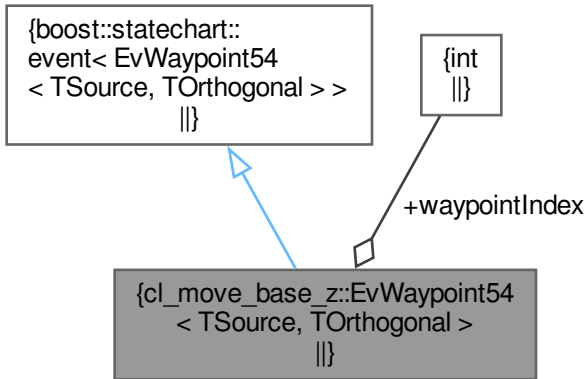 {boost::statechart::
event< EvWaypoint54
< TSource, TOrthogonal > >
||}
{int
||}
+waypointIndex
{cl_move_base_z::EvWaypoint54
< TSource, TOrthogonal >
||}